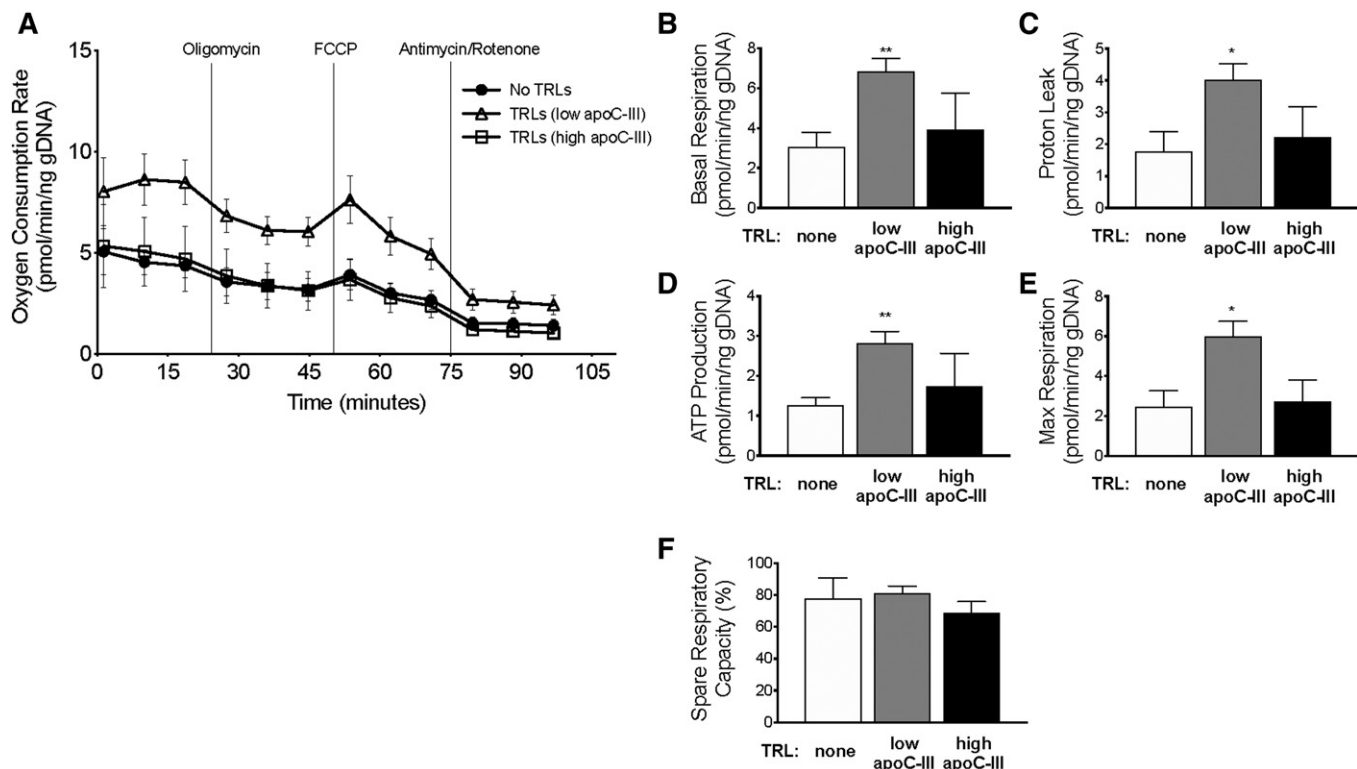 A
Oxygen Consumption Rate
(pmol/min/ng gDNA)
15
10
5
0
Oligomycin
FCCP
Antimycin/Rotenone
No TRLs
TRLs (low apoC-III)
TRLs (high apoC-III)
0 15 30 45 60 75 90 105
Time (minutes)
B
Basal Respiration
(pmol/min/ng gDNA)
8
6
4
2
0
**
TRL: none low apoC-III high apoC-III
C
Proton Leak
(pmol/min/ng gDNA)
5
4
3
2
1
0
*
TRL: none low apoC-III high apoC-III
D
ATP Production
(pmol/min/ng gDNA)
4
3
2
1
0
**
TRL: none low apoC-III high apoC-III
E
Max Respiration
(pmol/min/ng gDNA)
8
6
4
2
0
*
TRL: none low apoC-III high apoC-III
F
Spare Respiratory
Capacity (%)
100
80
60
40
20
0
TRL: none low apoC-III high apoC-III